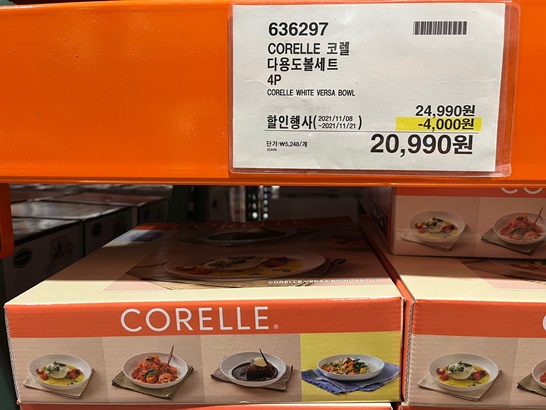 636297
CORELLE 코렐
다용도볼세트
4P
CORELLE WHITE VERSA BOWL
24,990원
할인행사(2021/11/08 ~2021/11/21)
-4,000원
20,990원
단가:₩5,248/개
CORELLE®